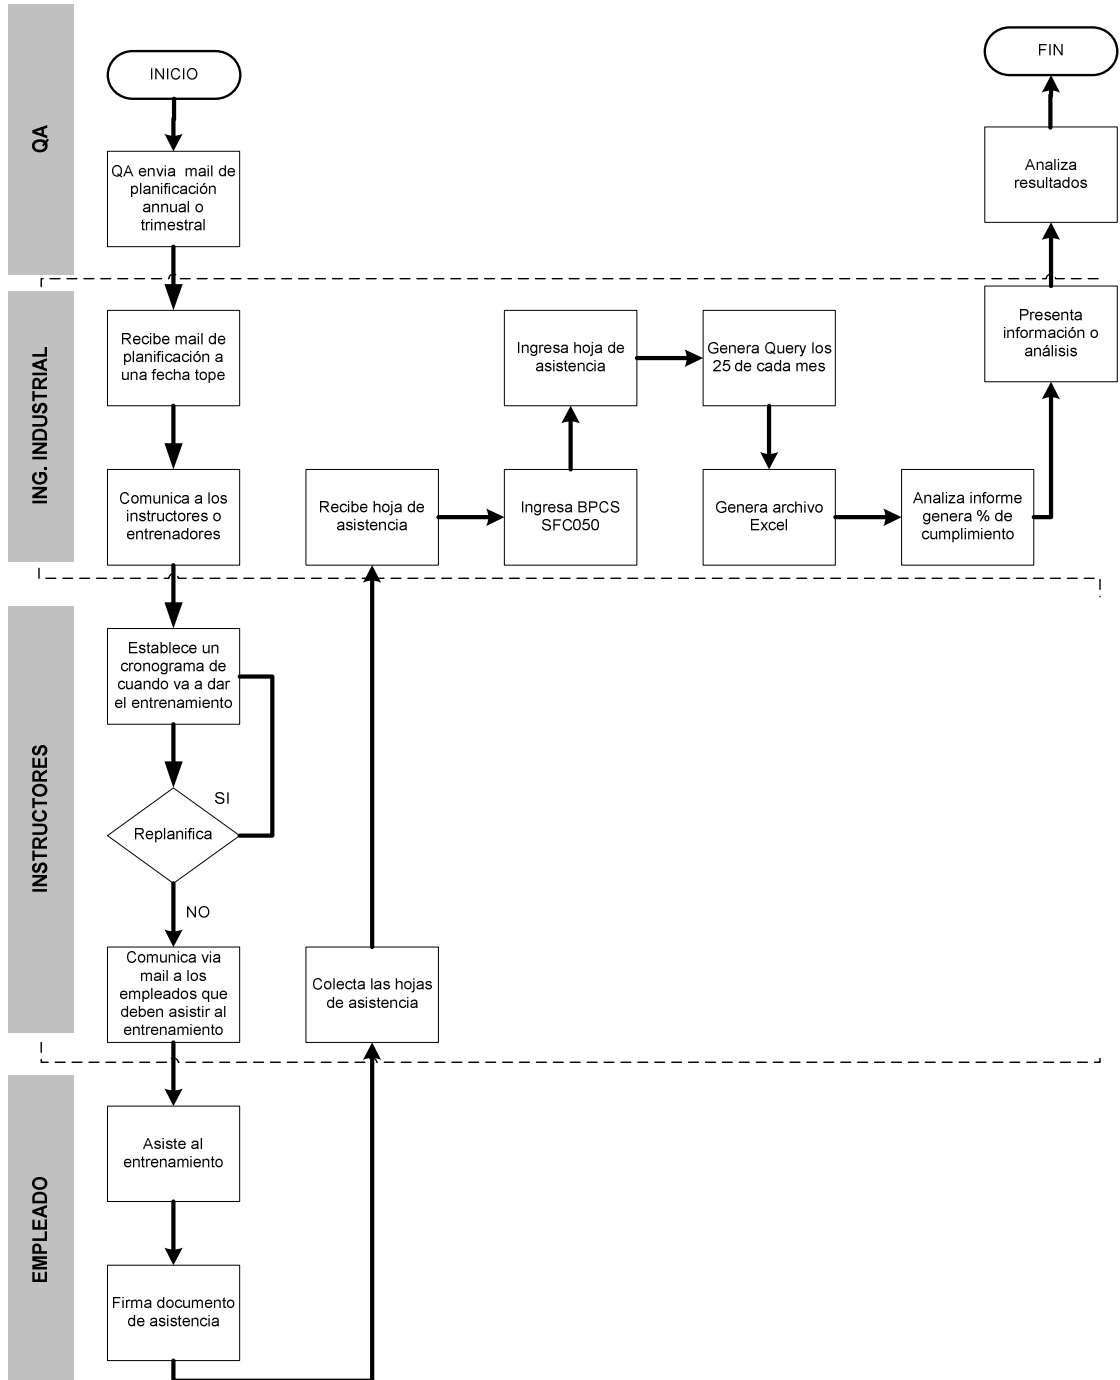 QA
INICIO
QA envia mail de
planificación
annual o
trimestral
FIN
Analiza
resultados
ING. INDUSTRIAL
Recibe mail de
planificación a
una fecha tope
Comunica a los
instructores o
entrenadores
Recibe hoja de
asistencia
Ingresa BPCS
SFC050
Ingresa hoja de
asistencia
Genera Query los
25 de cada mes
Genera archivo
Excel
Analiza informe
genera % de
cumplimiento
Presenta
información o
análisis
INSTRUCTORES
Establece un
cronograma de
cuando va a dar
el entrenamiento
SI
Replanifica
NO
Comunica via
mail a los
empleados que
deben asistir al
entrenamiento
Colecta las hojas
de asistencia
EMPLEADO
Asiste al
entrenamiento
Firma documento
de asistencia